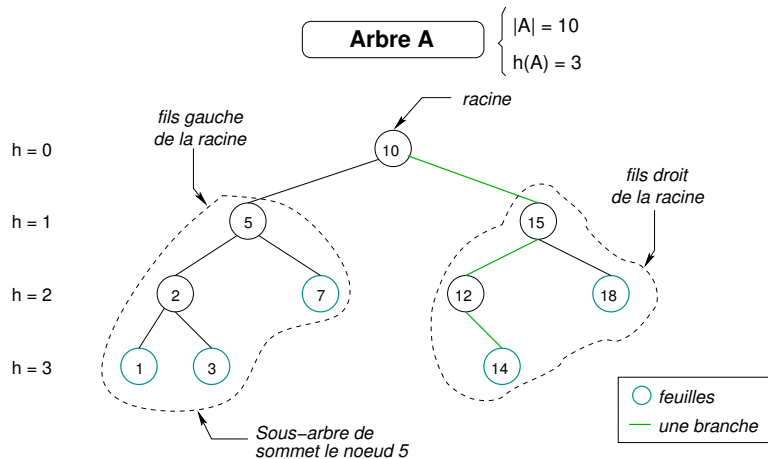 Arbre A
|A| = 10
h(A) = 3
racine
fils gauche
de la racine
h = 0
10
fils droit
de la racine
h = 1
5
15
h = 2
2
7
12
18
h = 3
1
3
14
feuilles
une branche
Sous−arbre de
sommet le noeud 5